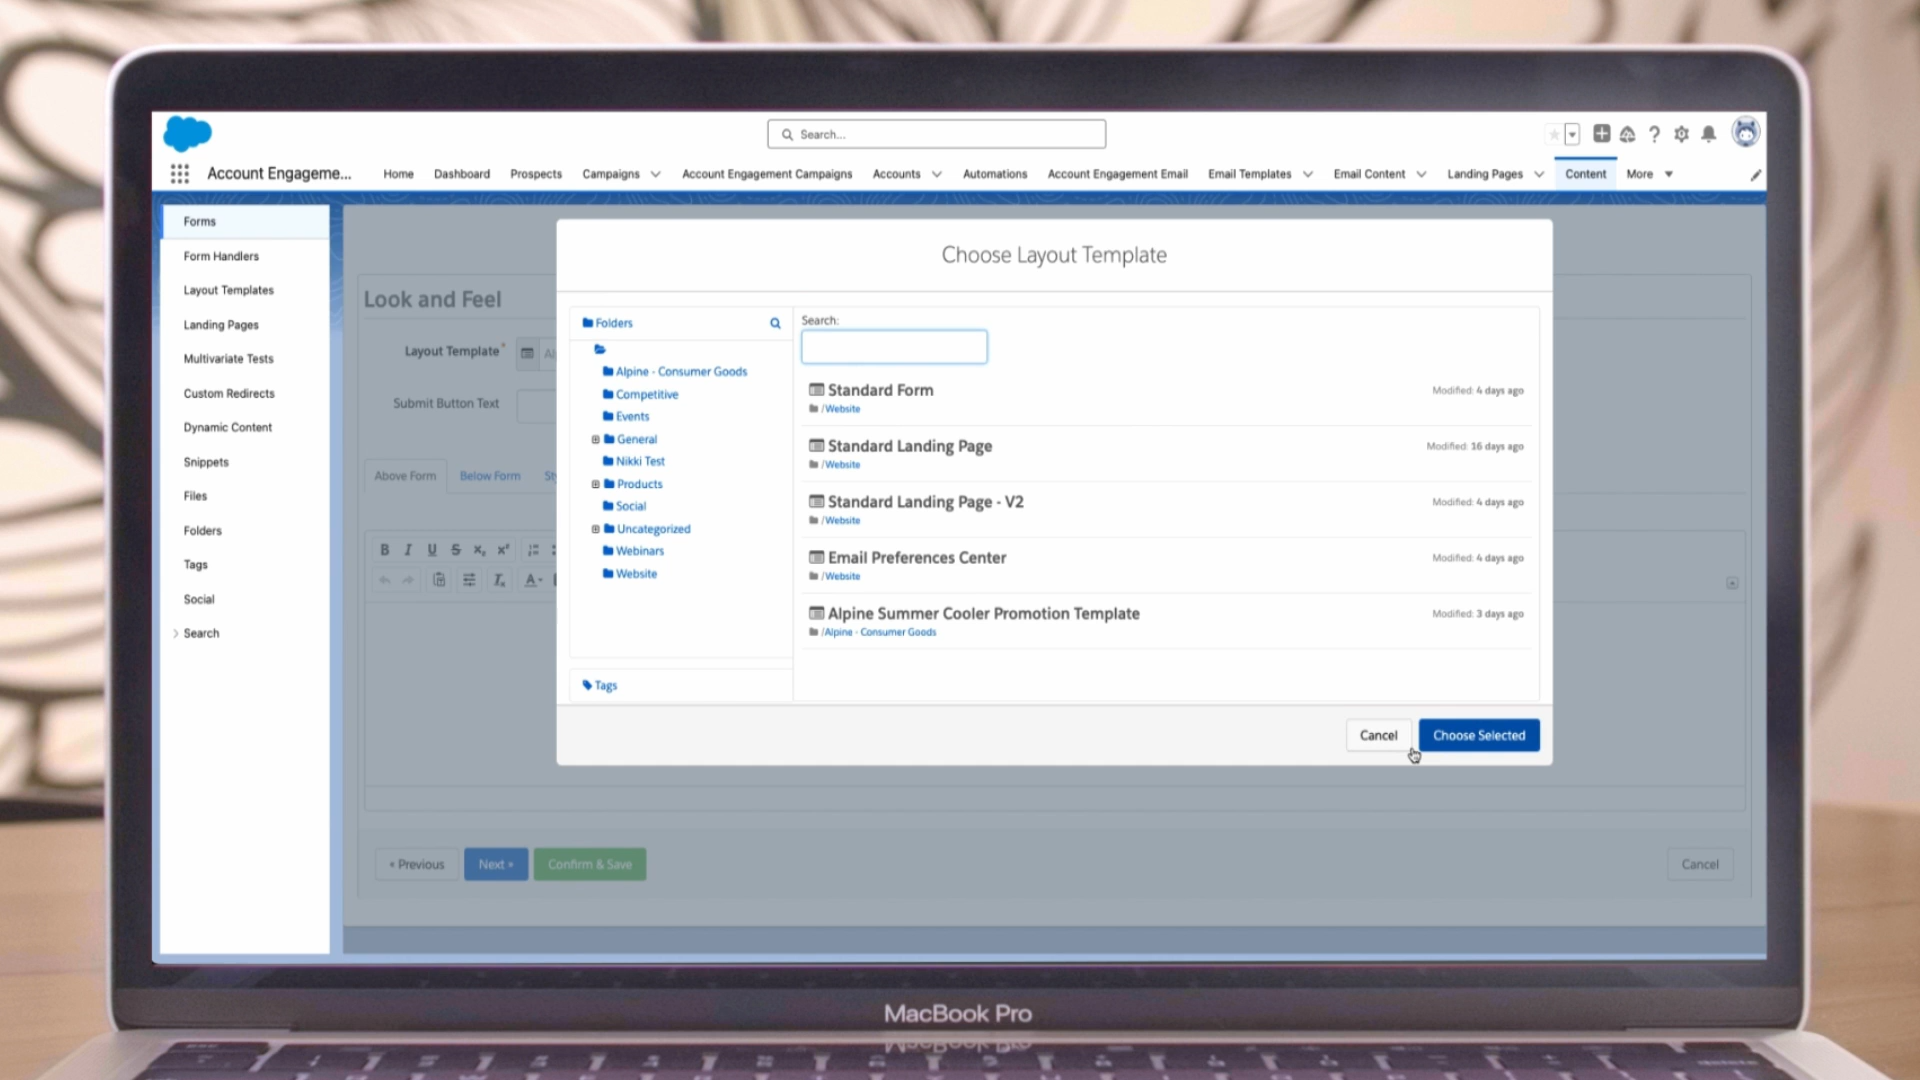 Search...
Account Engageme...
Home
Dashboard
Prospects
Campaigns
Account Engagement Campaigns
Accounts
Automations
Account Engagement Email
Email Templates
Email Content
Landing Pages
Content
More
Forms
Form Handlers
Layout Templates
Landing Pages
Multivariate Tests
Custom Redirects
Dynamic Content
Snippets
Files
Folders
Tags
Social
Search
Look and Feel
Layout Template*
Submit Button Text
Above Form
Below Form
B I U S
« Previous
Next »
Confirm & Save
Cancel
Choose Layout Template
Folders
Alpine - Consumer Goods
Competitive
Events
General
Nikki Test
Products
Social
Uncategorized
Webinars
Website
Tags
Search:
Standard Form
Modified: 4 days ago
/Website
Standard Landing Page
Modified: 16 days ago
/Website
Standard Landing Page - V2
Modified: 4 days ago
/Website
Email Preferences Center
Modified: 4 days ago
/Website
Alpine Summer Cooler Promotion Template
Modified: 3 days ago
/Alpine - Consumer Goods
Cancel
Choose Selected
MacBook Pro